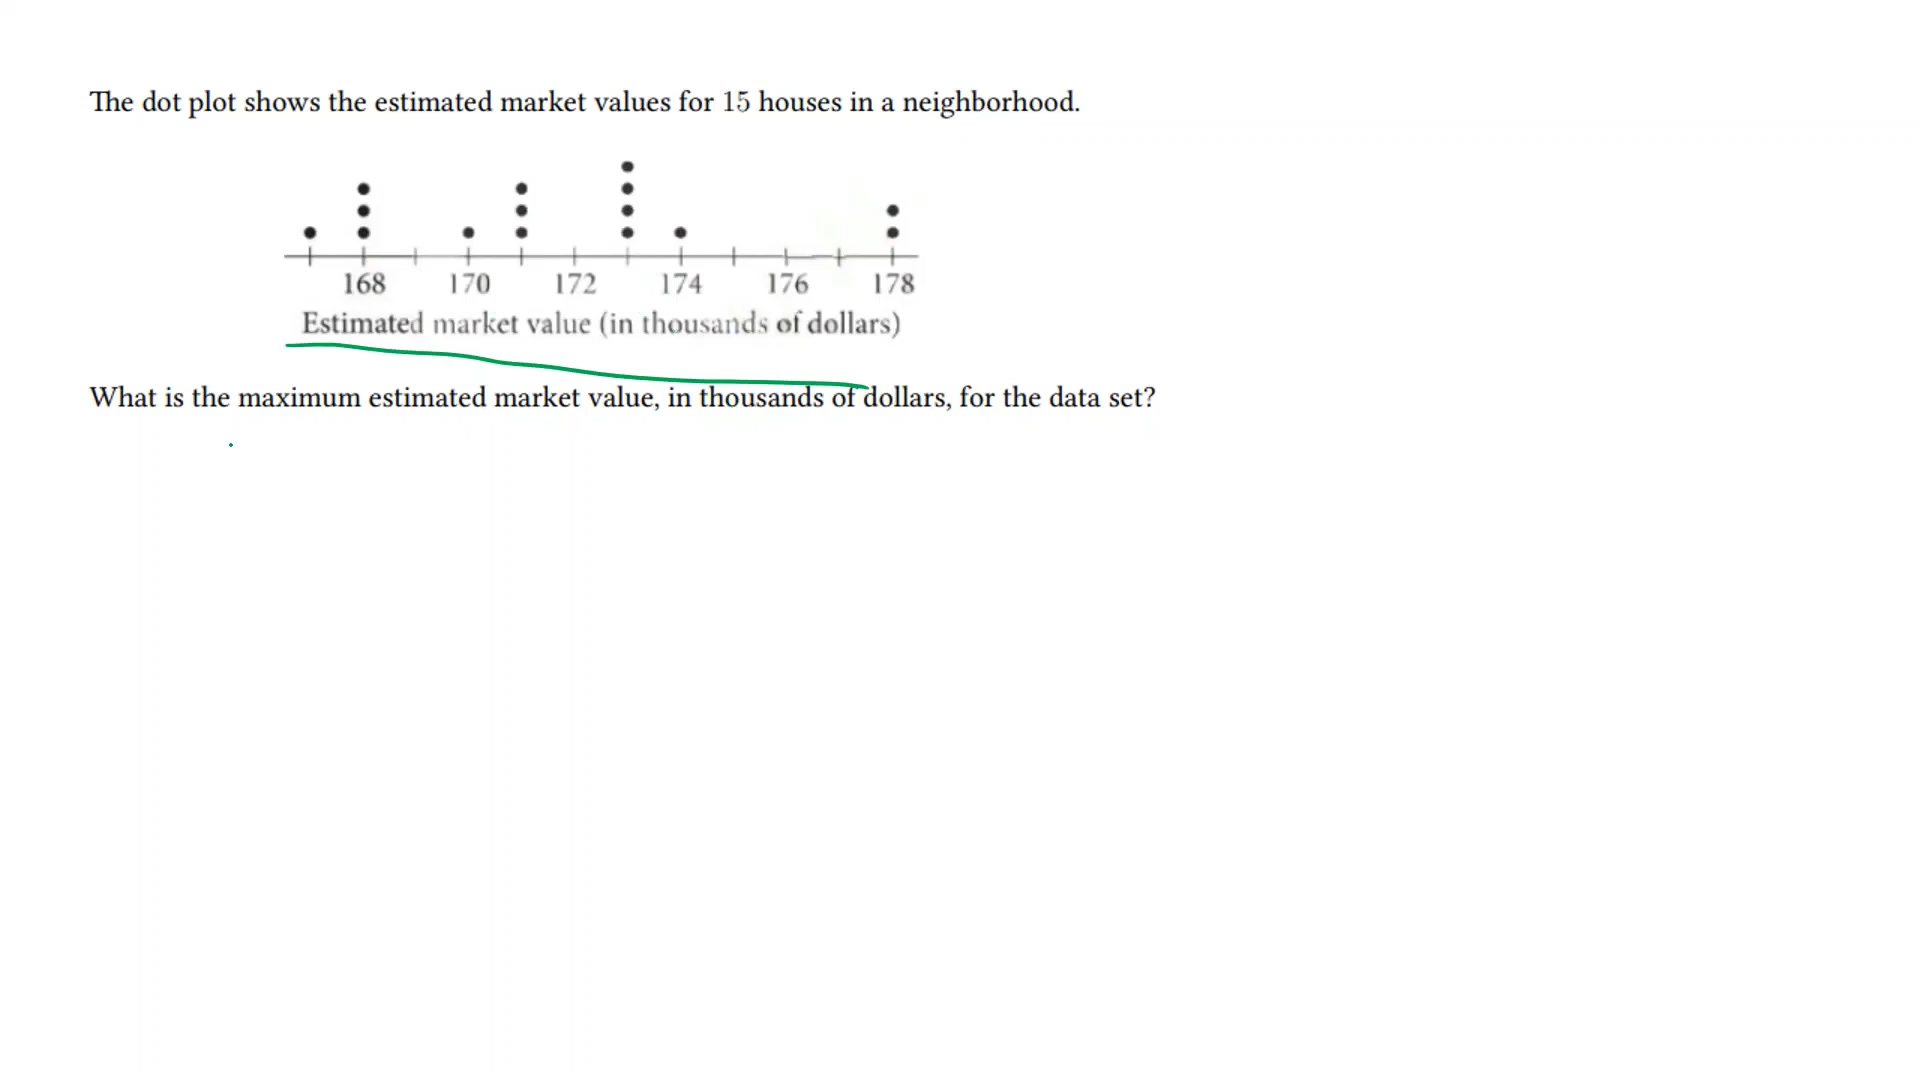 The dot plot shows the estimated market values for 15 houses in a neighborhood.
168 170 172 174 176 178
Estimated market value (in thousands of dollars)
What is the maximum estimated market value, in thousands of dollars, for the data set?